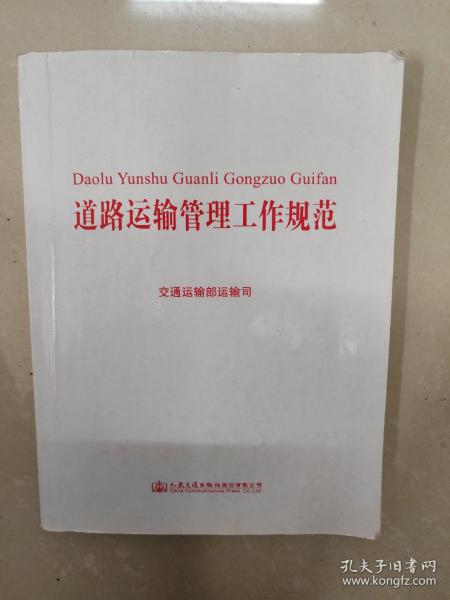 Daolu Yunshu Guanli Gongzuo Guifan
道路运输管理工作规范
交通运输部运输司
人民交通出版社股份有限公司
China Communications Press Co.,Ltd.
孔夫子旧书网
www.kongfz.com